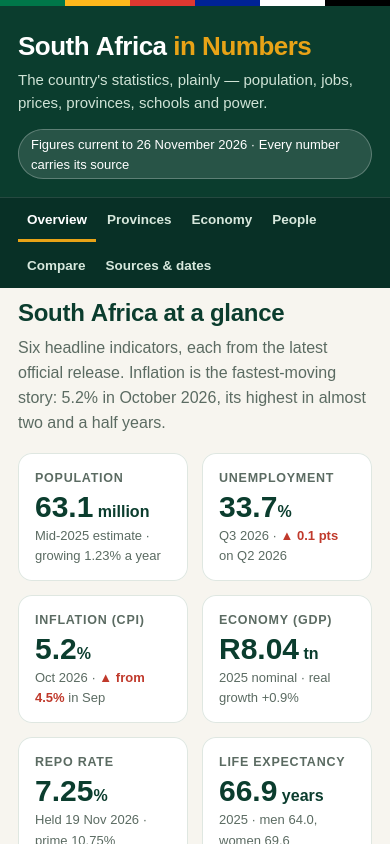 South Africa in Numbers
The country's statistics, plainly — population, jobs,
prices, provinces, schools and power.
Figures current to 26 November 2026 · Every number
carries its source
Overview Provinces Economy People
Compare Sources & dates
South Africa at a glance
Six headline indicators, each from the latest
official release. Inflation is the fastest-moving
story: 5.2% in October 2026, its highest in almost
two and a half years.
POPULATION
63.1 million
Mid-2025 estimate ·
growing 1.23% a year
UNEMPLOYMENT
33.7%
Q3 2026 · ▲ 0.1 pts
on Q2 2026
INFLATION (CPI)
5.2%
Oct 2026 · ▲ from
4.5% in Sep
ECONOMY (GDP)
R8.04 tn
2025 nominal · real
growth +0.9%
REPO RATE
7.25%
Held 19 Nov 2026 ·
prime 10.75%
LIFE EXPECTANCY
66.9 years
2025 · men 64.0,
women 69.6